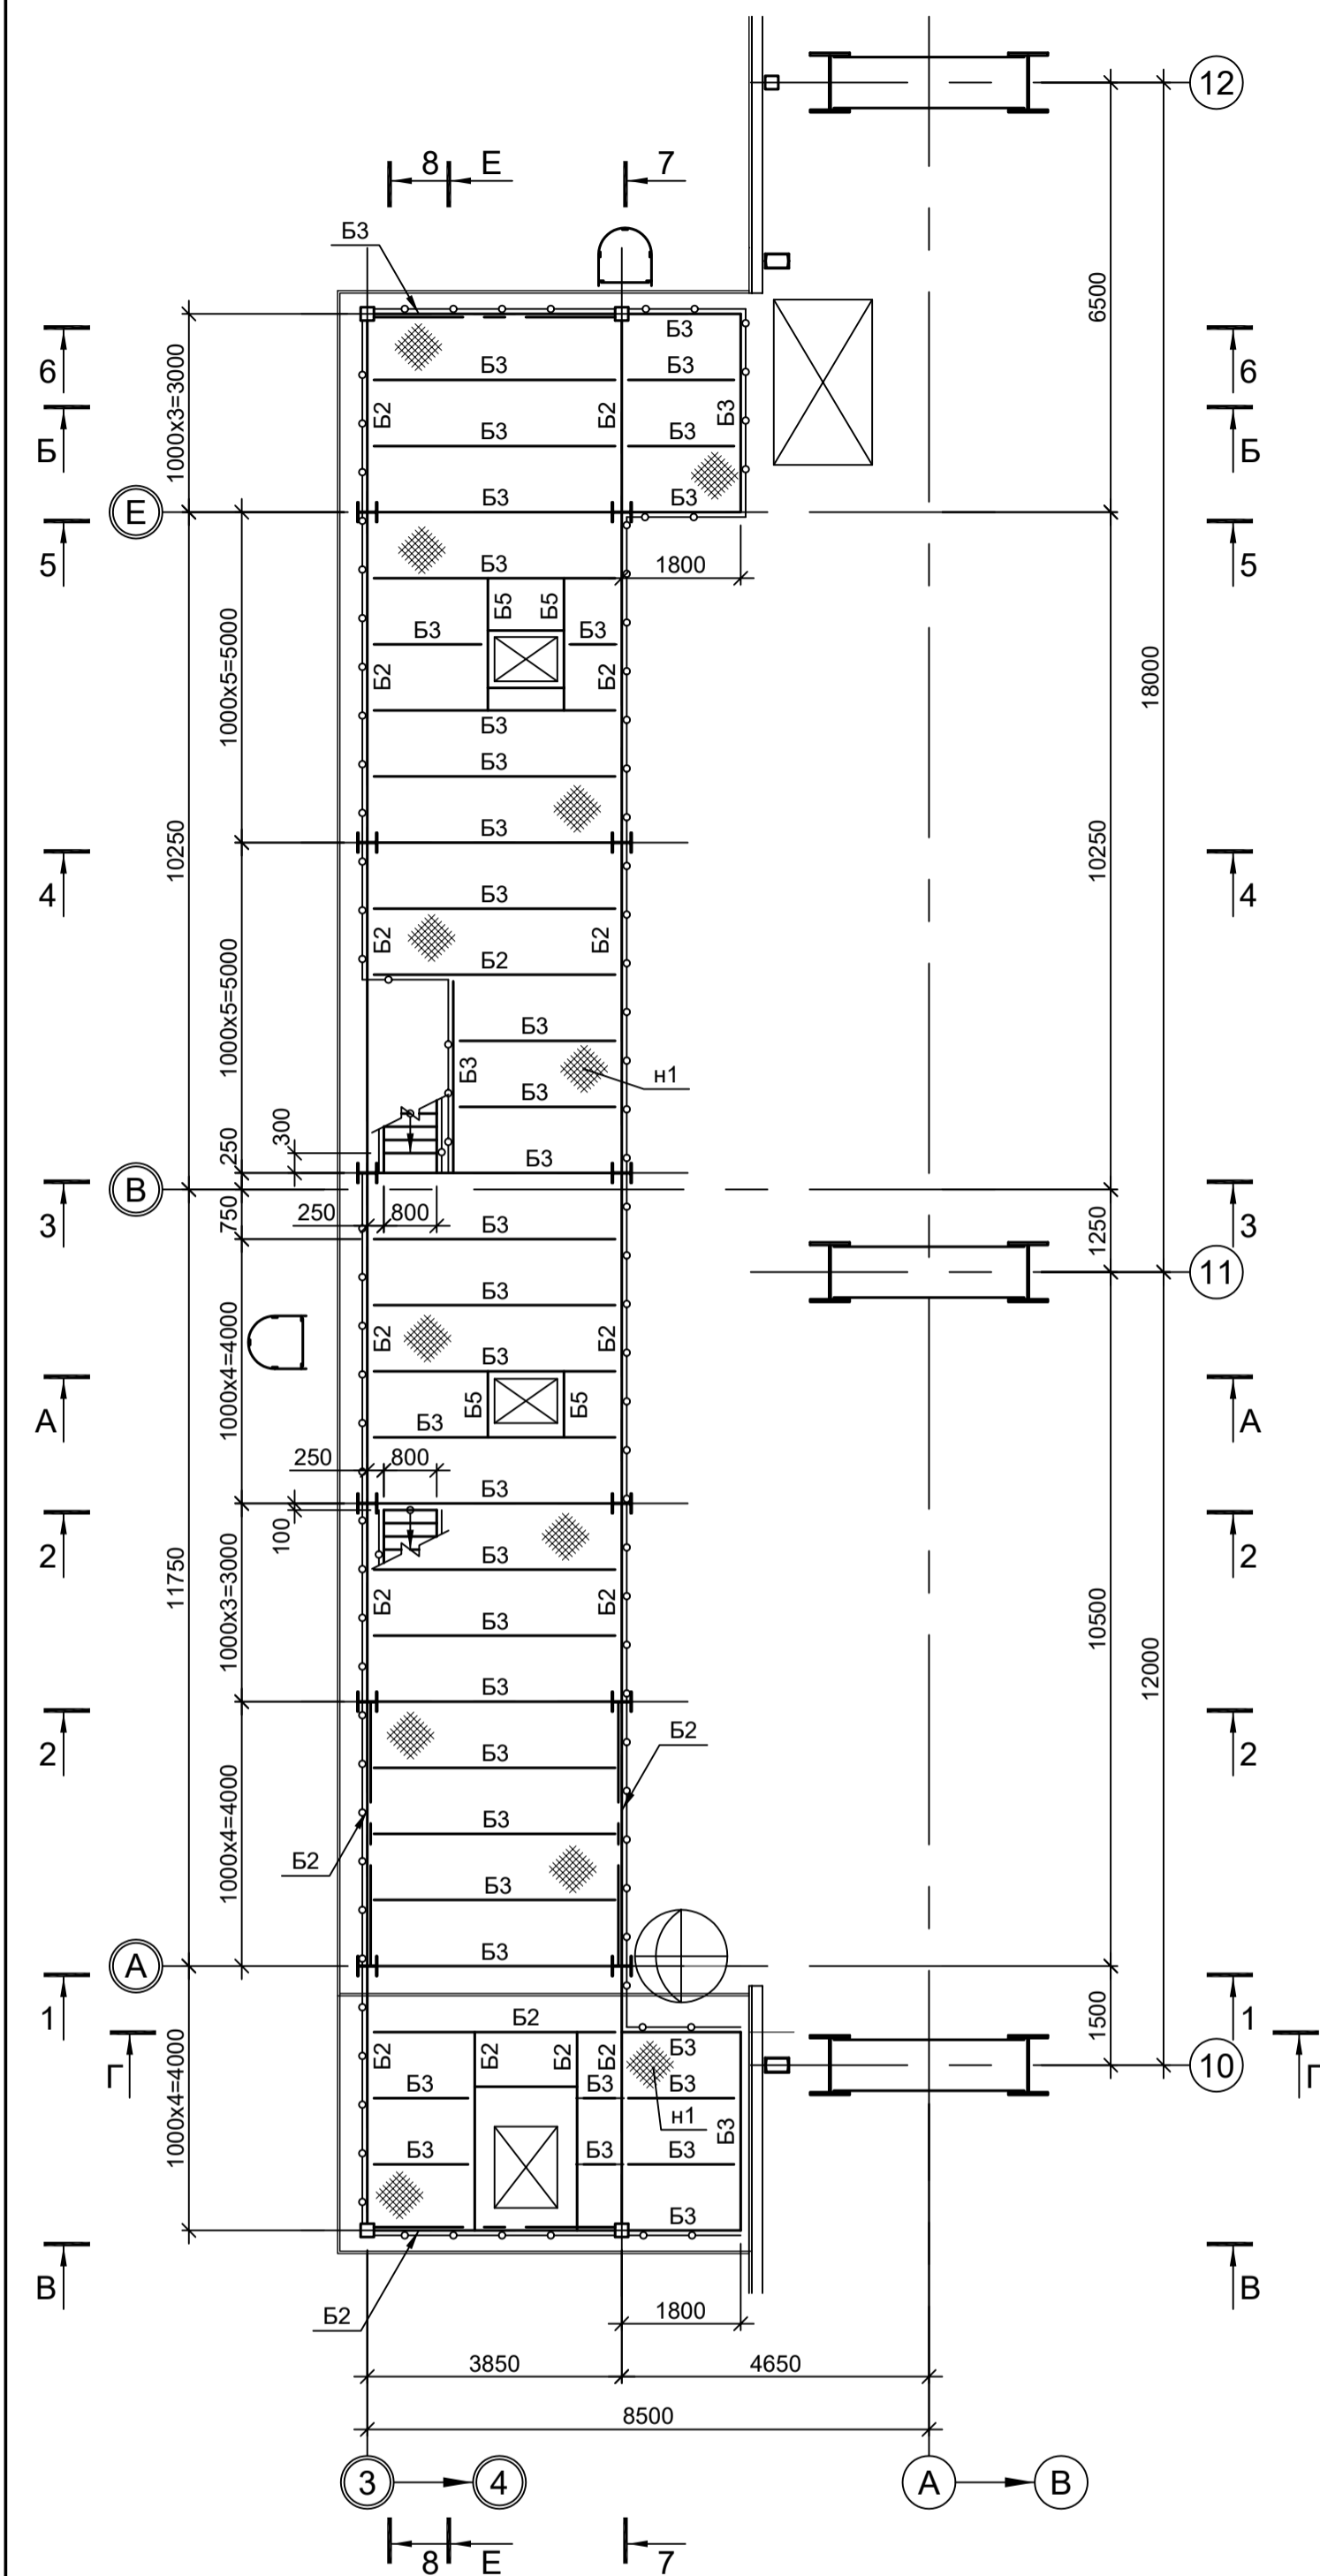 12
8 Е 7
Б3
6500
Б3
6 1000х3=3000 Б3 Б3 6
Б2 Б2 Б3
Б Б3 Б3 Б
Е Б3 Б3
5 5
Б3 1800
Б5 Б5
1000х5=5000 Б3 Б3
Б2 Б2 18000
Б3
Б3
10250 Б3 10250
4 4
Б3
Б2 Б2
1000х5=5000 Б2
Б3
Б3 н1
Б3
250 300 Б3
В
3 750 250 800 Б3 1250 3
11
Б3
1000х4=4000 Б2 Б2
Б3
А Б5 Б5 А
Б3
250 800
Б3
100
2 2
1000х3=3000 Б3
11750 Б2 Б2 10500
Б3
12000
Б3
2 Б2 2
Б3
1000х4=4000 Б3
Б2
Б3
А Б3
1 1500 1
Б2
Г Б2 Б2 Б2 Б2 Б3 10 Г
Б3 Б3 Б3
1000х4=4000 н1 Б3
Б3 Б3 Б3
Б3
В В
Б2 1800
3850 4650
8500
3 4 А В
8 Е 7